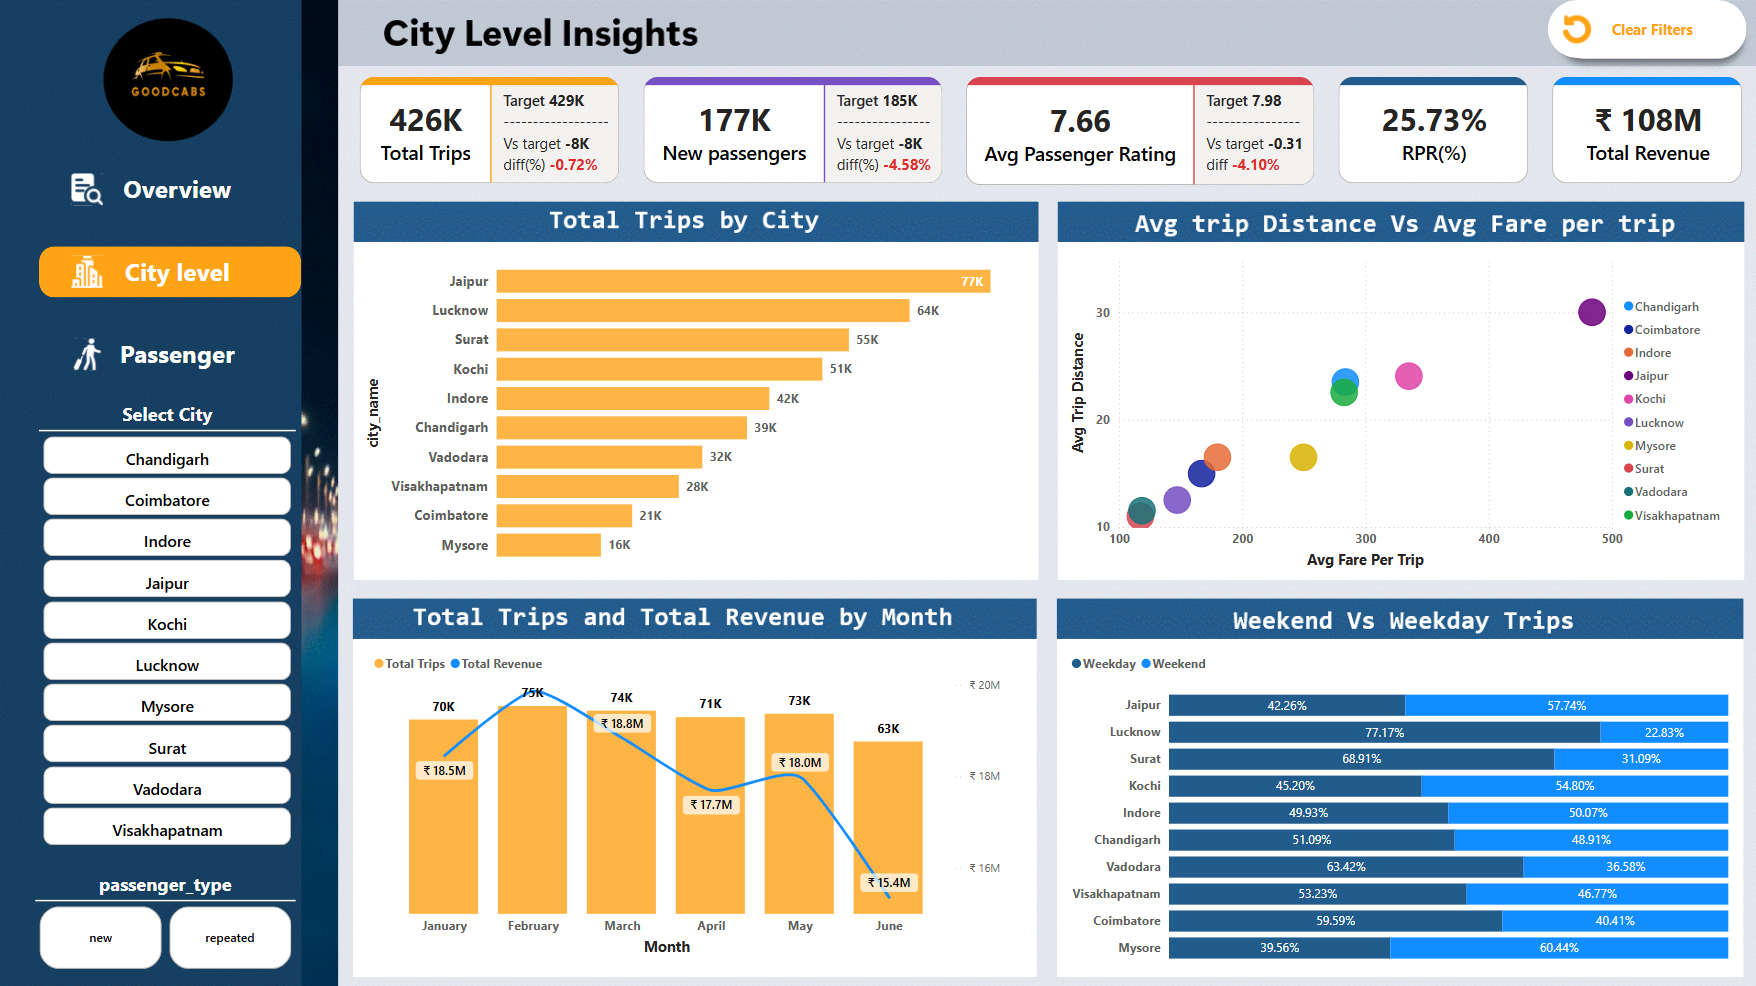 GOODCABS
Overview
City level
Passenger
Select City
Chandigarh
Coimbatore
Indore
Jaipur
Kochi
Lucknow
Mysore
Surat
Vadodara
Visakhapatnam
passenger_type
new repeated
City Level Insights
Clear Filters
426K
Total Trips
Target 429K
------------------
Vs target -8K
diff(%) -0.72%
177K
New passengers
Target 185K
----------------
Vs target -8K
diff(%) -4.58%
7.66
Avg Passenger Rating
Target 7.98
----------------
Vs target -0.31
diff -4.10%
25.73%
RPR(%)
₹ 108M
Total Revenue
Total Trips by City
city_name
Jaipur 77K
Lucknow 64K
Surat 55K
Kochi 51K
Indore 42K
Chandigarh 39K
Vadodara 32K
Visakhapatnam 28K
Coimbatore 21K
Mysore 16K
Avg trip Distance Vs Avg Fare per trip
Avg Trip Distance
30
20
10
100 200 300 400 500
Avg Fare Per Trip
Chandigarh
Coimbatore
Indore
Jaipur
Kochi
Lucknow
Mysore
Surat
Vadodara
Visakhapatnam
Total Trips and Total Revenue by Month
Total Trips Total Revenue
70K 75K 74K 71K 73K 63K
₹ 18.5M ₹ 18.8M ₹ 17.7M ₹ 18.0M ₹ 15.4M
₹ 20M
₹ 18M
₹ 16M
January February March April May June
Month
Weekend Vs Weekday Trips
Weekday Weekend
Jaipur 42.26% 57.74%
Lucknow 77.17% 22.83%
Surat 68.91% 31.09%
Kochi 45.20% 54.80%
Indore 49.93% 50.07%
Chandigarh 51.09% 48.91%
Vadodara 63.42% 36.58%
Visakhapatnam 53.23% 46.77%
Coimbatore 59.59% 40.41%
Mysore 39.56% 60.44%